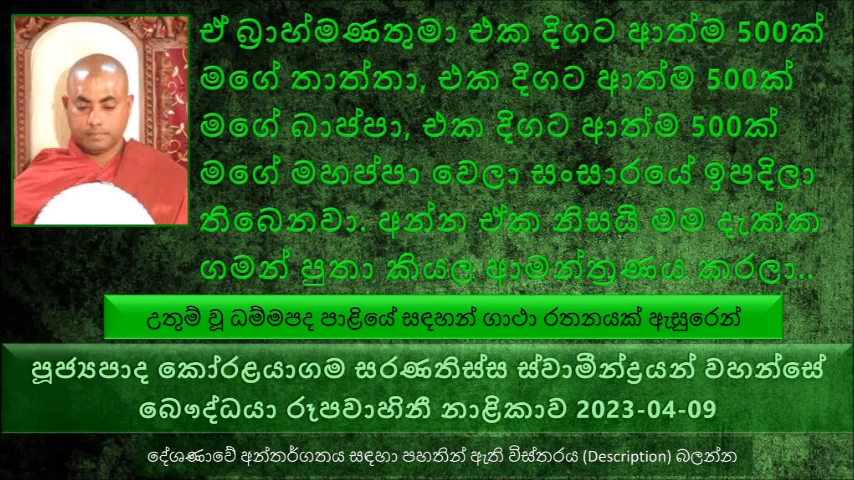 ඒ බ්‍රාහ්මණතුමා එක දිගට ආත්ම 500ක්
මගේ තාත්තා, එක දිගට ආත්ම 500ක්
මගේ බාප්පා, එක දිගට ආත්ම 500ක්
මගේ මහප්පා වෙලා සංසාරයේ ඉපදිලා
තිබෙනවා. අන්න ඒක නිසයි මම දැක්ක
ගමන් පුතා කියල ආමන්ත්‍රණය කරලා..
උතුම් වූ ධම්මපද පාළියේ සඳහන් ගාථා රතනයක් ඇසුරෙන්
පූජ්‍යපාද කෝරළයාගම සරණතිස්ස ස්වාමීන්ද්‍රයන් වහන්සේ
බෞද්ධයා රූපවාහිනී නාළිකාව 2023-04-09
දේශණාවේ අන්තර්ගතය සඳහා පහතින් ඇති විස්තරය (Description) බලන්න